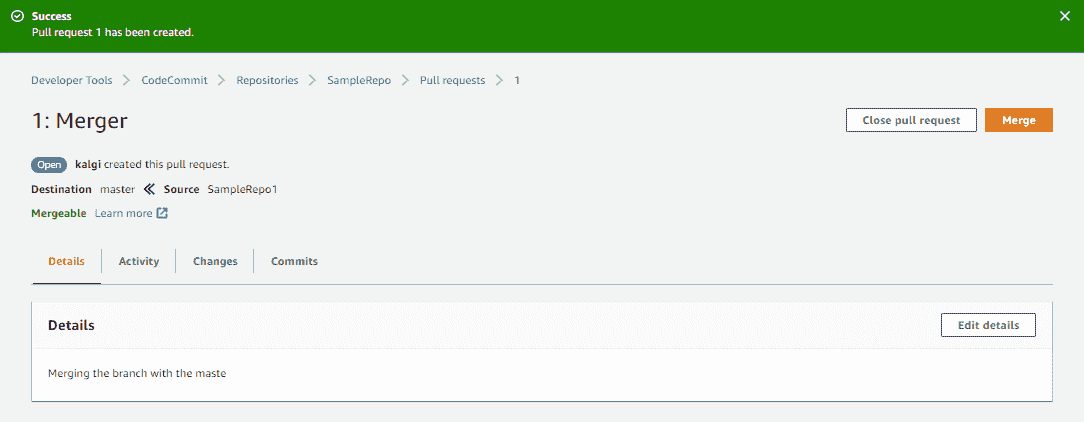 Success
Pull request 1 has been created.
Developer Tools CodeCommit Repositories SampleRepo Pull requests 1
1: Merger
Close pull request Merge
Open kalgi created this pull request.
Destination master Source SampleRepo1
Mergeable Learn more
Details Activity Changes Commits
Details
Edit details
Merging the branch with the maste